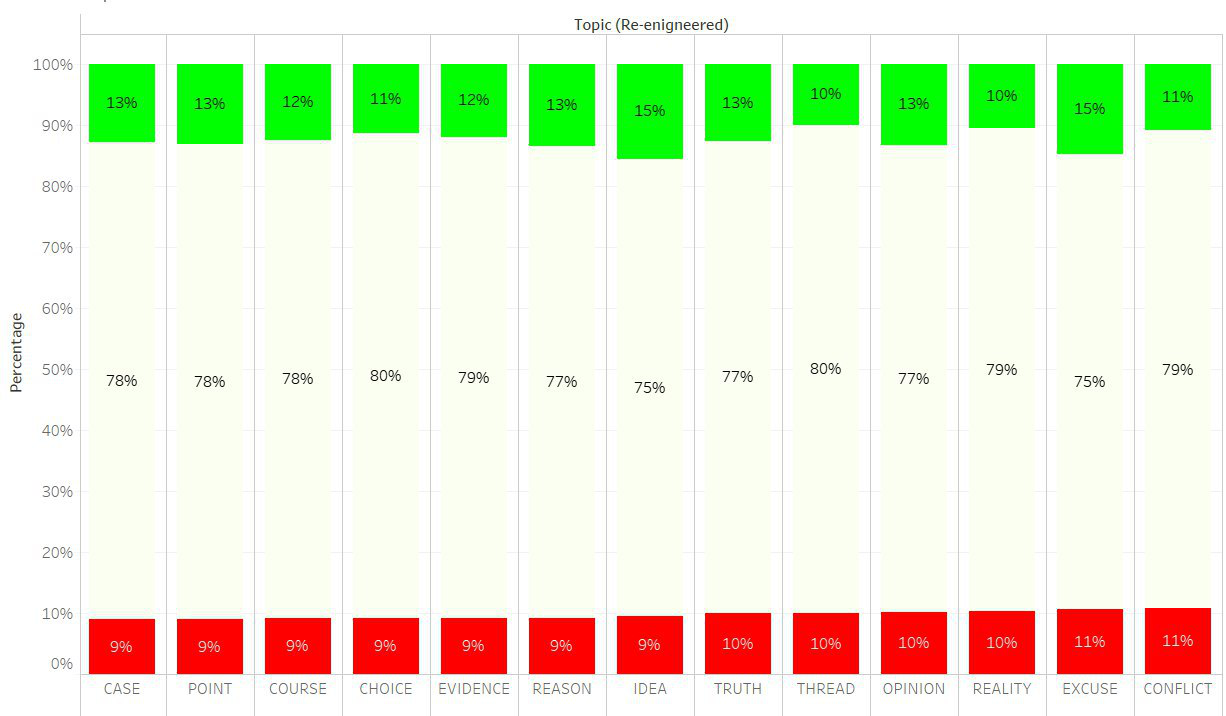 Topic (Re-enigneered)
Percentage
100%
90%
80%
70%
60%
50%
40%
30%
20%
10%
0%
13% 13% 12% 11% 12% 13% 15% 13% 10% 13% 10% 15% 11%
78% 78% 78% 80% 79% 77% 75% 77% 80% 77% 79% 75% 79%
9% 9% 9% 9% 9% 9% 9% 10% 10% 10% 10% 11% 11%
CASE POINT COURSE CHOICE EVIDENCE REASON IDEA TRUTH THREAD OPINION REALITY EXCUSE CONFLICT